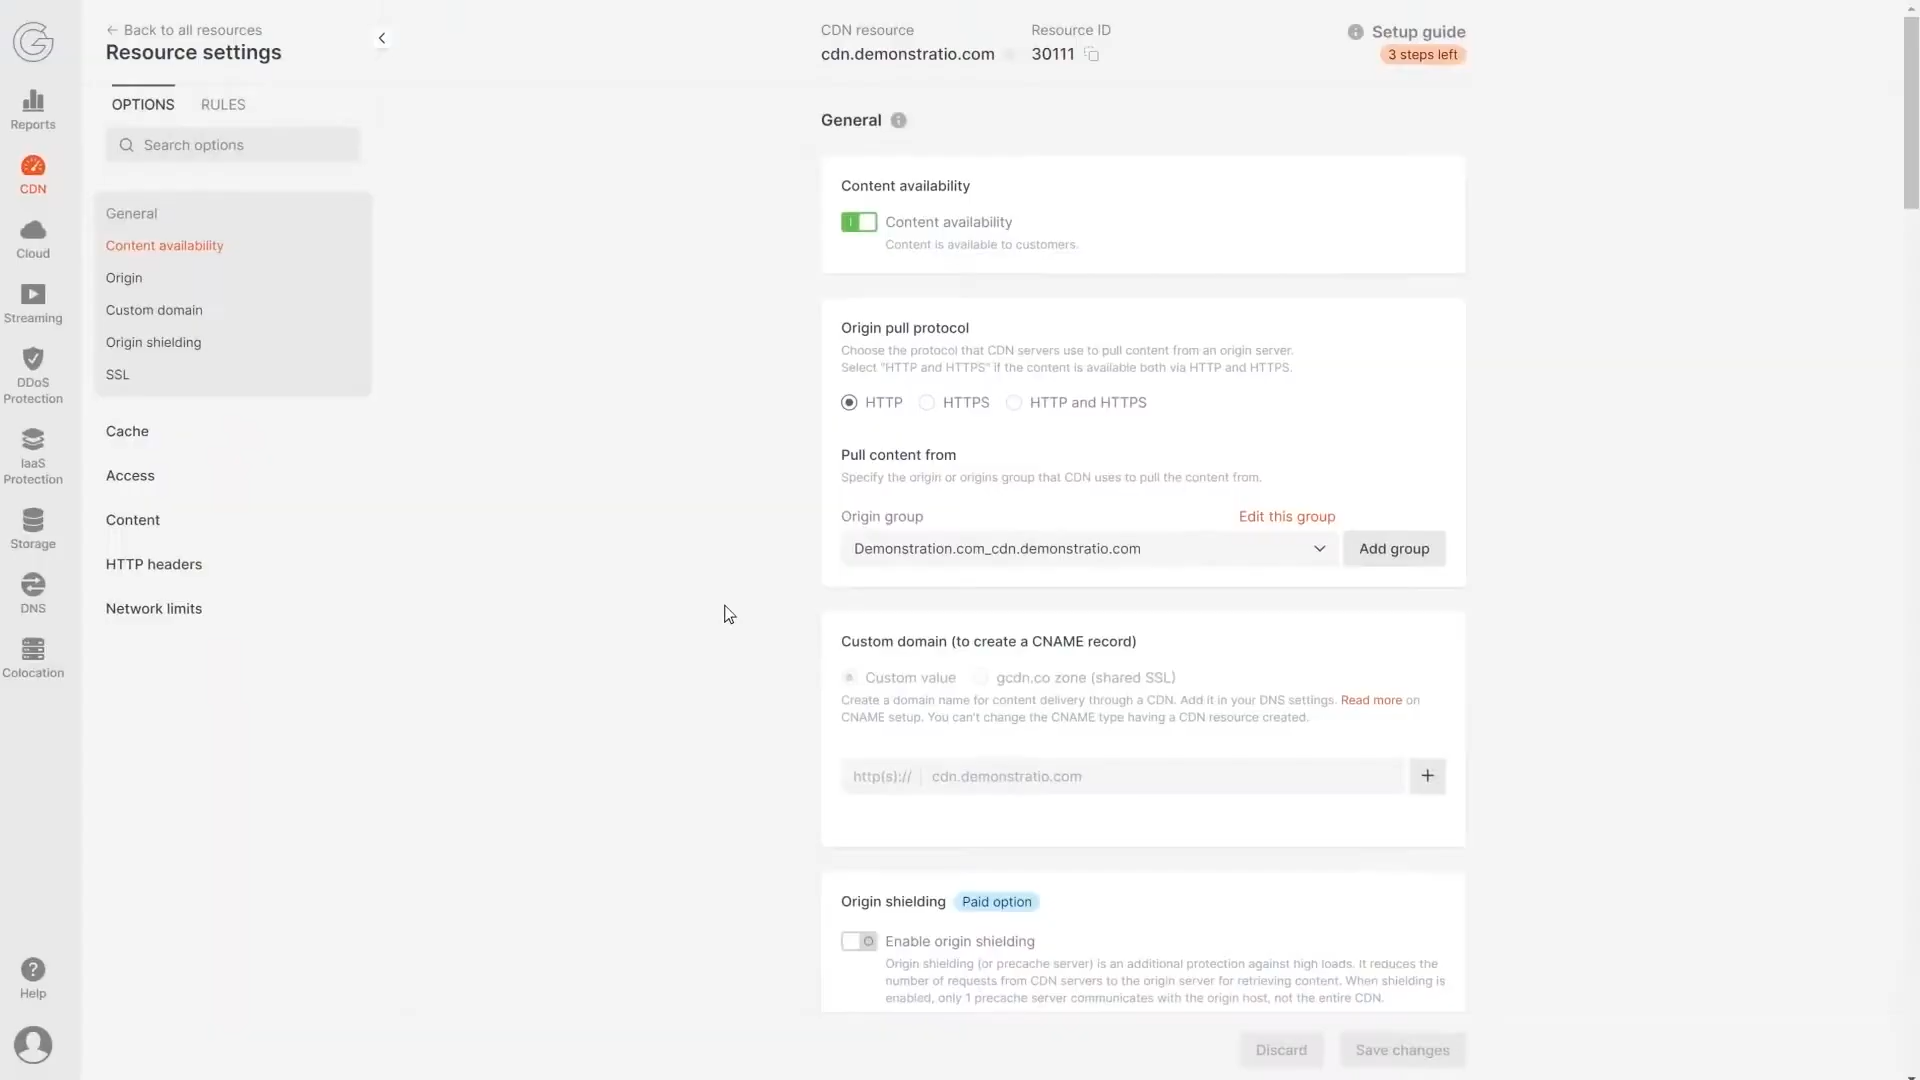 Back to all resources
Resource settings
CDN resource
cdn.demonstratio.com
Resource ID
30111
Setup guide
3 steps left
Reports
CDN
Cloud
Streaming
DDoS
Protection
IaaS
Protection
Storage
DNS
Colocation
Help
OPTIONS
RULES
Search options
General
Content availability
Origin
Custom domain
Origin shielding
SSL
Cache
Access
Content
HTTP headers
Network limits
General
Content availability
Content availability
Content is available to customers.
Origin pull protocol
Choose the protocol that CDN servers use to pull content from an origin server.
Select "HTTP and HTTPS" if the content is available both via HTTP and HTTPS.
HTTP
HTTPS
HTTP and HTTPS
Pull content from
Specify the origin or origins group that CDN uses to pull the content from.
Origin group
Edit this group
Demonstration.com_cdn.demonstratio.com
Add group
Custom domain (to create a CNAME record)
Custom value
gcdn.co zone (shared SSL)
Create a domain name for content delivery through a CDN. Add it in your DNS settings. Read more on
CNAME setup. You can't change the CNAME type having a CDN resource created.
http(s)://
cdn.demonstratio.com
+
Origin shielding
Paid option
Enable origin shielding
Origin shielding (or precache server) is an additional protection against high loads. It reduces the
number of requests from CDN servers to the origin server for retrieving content. When shielding is
enabled, only 1 precache server communicates with the origin host, not the entire CDN.
Discard
Save changes